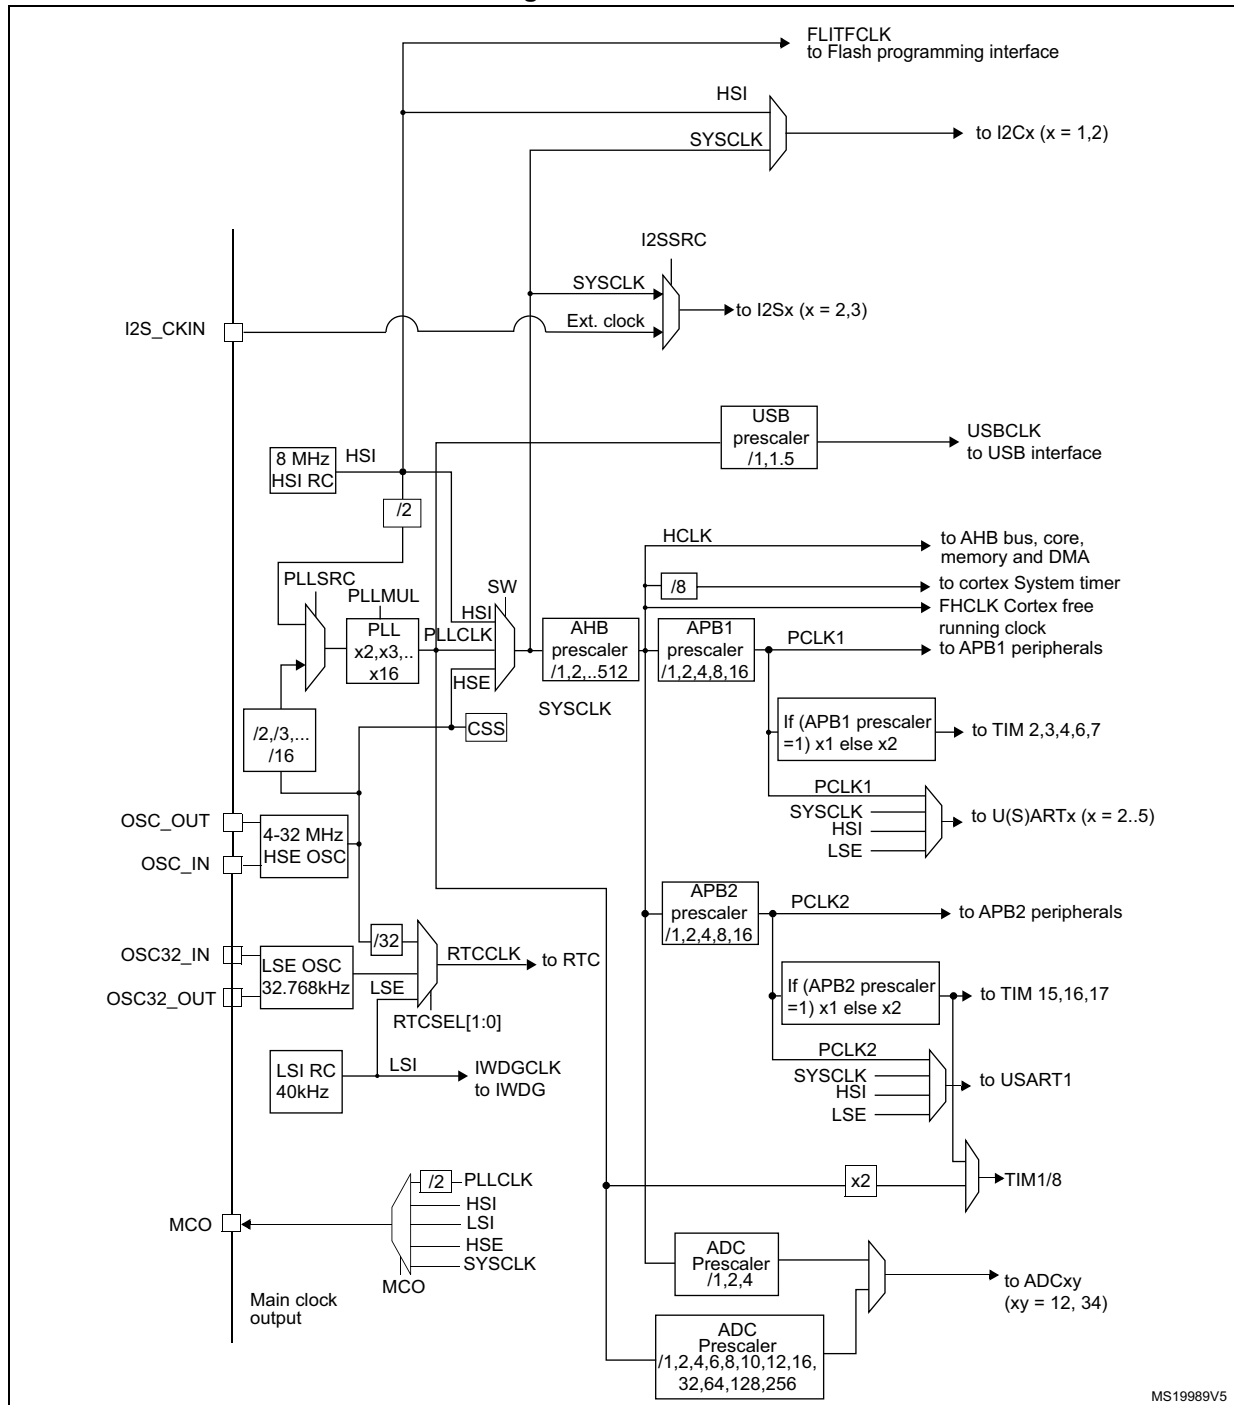 FLITFCLK
to Flash programming interface
HSI
SYSCLK
to I2Cx (x = 1,2)
I2SSRC
SYSCLK
Ext. clock
to I2Sx (x = 2,3)
I2S_CKIN
USB
prescaler
/1,1.5
USBCLK
to USB interface
8 MHz
HSI RC
HSI
/2
HCLK
to AHB bus, core,
memory and DMA
/8
to cortex System timer
FHCLK Cortex free
running clock
PLLSRC
PLLMUL
PLL
x2,x3,..
x16
SW
HSI
PLLCLK
HSE
AHB
prescaler
/1,2,..512
SYSCLK
APB1
prescaler
/1,2,4,8,16
PCLK1
to APB1 peripherals
/2,/3,...
/16
CSS
If (APB1 prescaler
=1) x1 else x2
to TIM 2,3,4,6,7
PCLK1
SYSCLK
HSI
LSE
to U(S)ARTx (x = 2..5)
OSC_OUT
OSC_IN
4-32 MHz
HSE OSC
APB2
prescaler
/1,2,4,8,16
PCLK2
to APB2 peripherals
/32
OSC32_IN
OSC32_OUT
LSE OSC
32.768kHz
LSE
RTCCLK
to RTC
RTCSEL[1:0]
If (APB2 prescaler
=1) x1 else x2
to TIM 15,16,17
LSI RC
40kHz
LSI
IWDGCLK
to IWDG
PCLK2
SYSCLK
HSI
LSE
to USART1
x2
TIM1/8
MCO
/2
PLLCLK
HSI
LSI
HSE
SYSCLK
MCO
Main clock
output
ADC
Prescaler
/1,2,4
to ADCxy
(xy = 12, 34)
ADC
Prescaler
/1,2,4,6,8,10,12,16,
32,64,128,256
MS19989V5